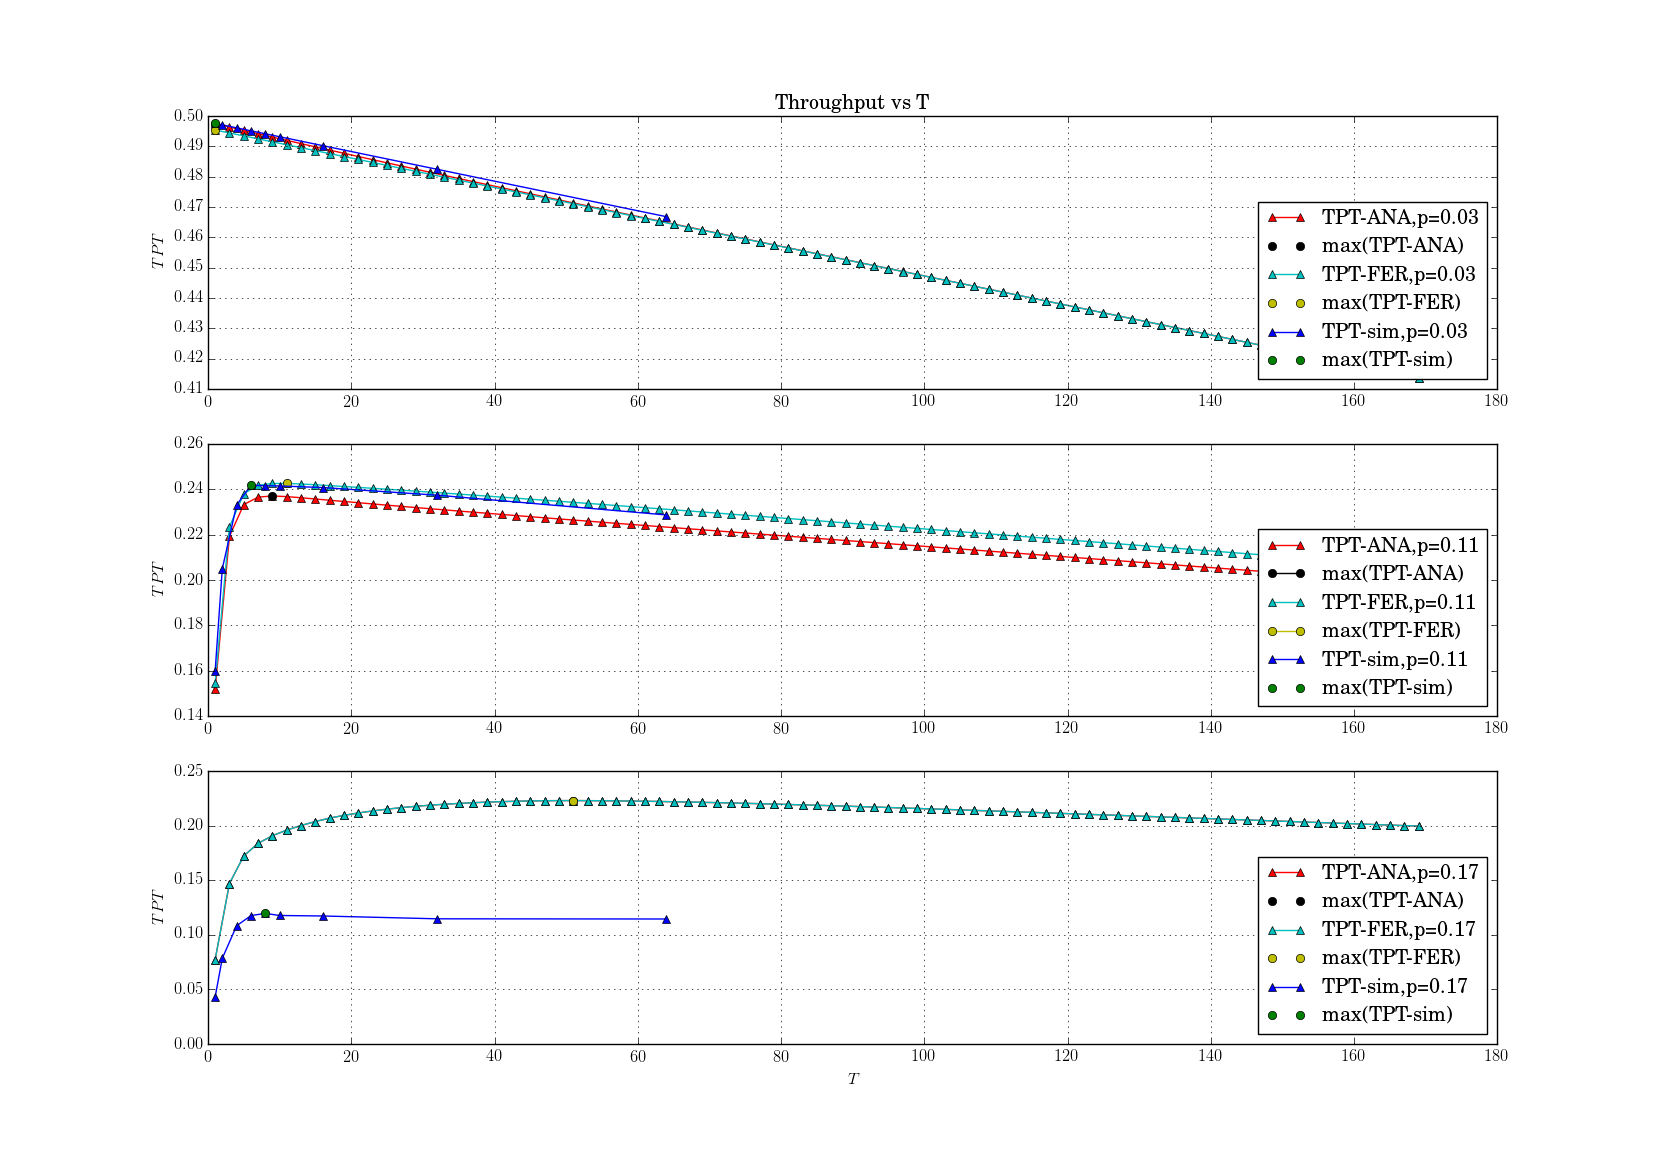 Throughput vs T
0.50
0.49
0.48
0.47
0.46
0.45
0.44
0.43
0.42
0.41
TPT
TPT-ANA,p=0.03
max(TPT-ANA)
TPT-FER,p=0.03
max(TPT-FER)
TPT-sim,p=0.03
max(TPT-sim)
0 20 40 60 80 100 120 140 160 180
0.26
0.24
0.22
0.20
0.18
0.16
0.14
TPT
TPT-ANA,p=0.11
max(TPT-ANA)
TPT-FER,p=0.11
max(TPT-FER)
TPT-sim,p=0.11
max(TPT-sim)
0 20 40 60 80 100 120 140 160 180
0.25
0.20
0.15
0.10
0.05
0.00
TPT
TPT-ANA,p=0.17
max(TPT-ANA)
TPT-FER,p=0.17
max(TPT-FER)
TPT-sim,p=0.17
max(TPT-sim)
0 20 40 60 80 100 120 140 160 180
T